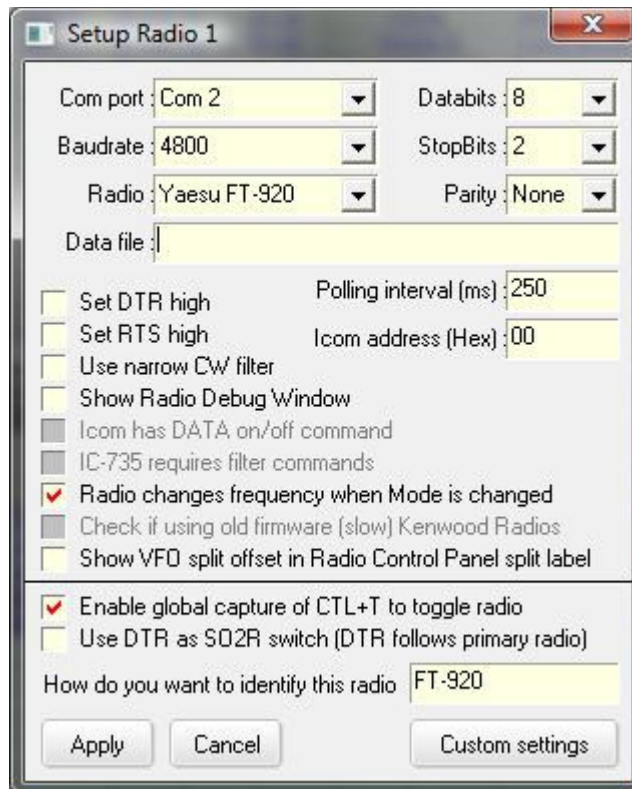 Setup Radio 1
Com port : Com 2 Databits : 8
Baudrate : 4800 StopBits : 2
Radio : Yaesu FT-920 Parity : None
Data file :
Polling interval (ms) : 250
Set DTR high
Set RTS high Icom address (Hex) : 00
Use narrow CW filter
Show Radio Debug Window
Icom has DATA on/off command
IC-735 requires filter commands
Radio changes frequency when Mode is changed
Check if using old firmware (slow) Kenwood Radios
Show VFO split offset in Radio Control Panel split label
Enable global capture of CTL+T to toggle radio
Use DTR as SO2R switch (DTR follows primary radio)
How do you want to identify this radio FT-920
Apply Cancel Custom settings